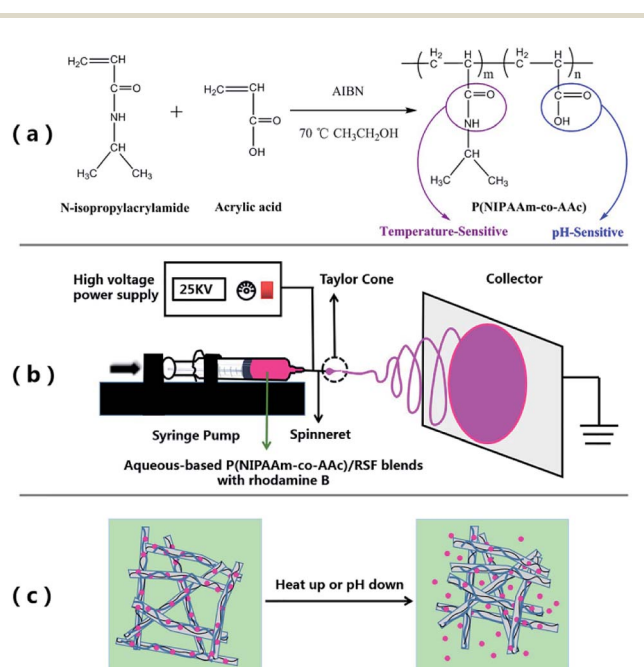 (a)
H₂C=CH
C=O
NH
CH
H₃C CH₃
N-isopropylacrylamide
+
H₂C=CH
C=O
OH
Acrylic acid
AIBN
70 ℃ CH₃CH₂OH
H₂ H H₂ H
C C m C C n
C=O C=O
NH OH
CH
H₃C CH₃
P(NIPAAm-co-AAc)
Temperature-Sensitive pH-Sensitive
(b)
High voltage
power supply
25KV
Taylor Cone
Collector
Syringe Pump
Spinneret
Aqueous-based P(NIPAAm-co-AAc)/RSF blends
with rhodamine B
(c)
Heat up or pH down